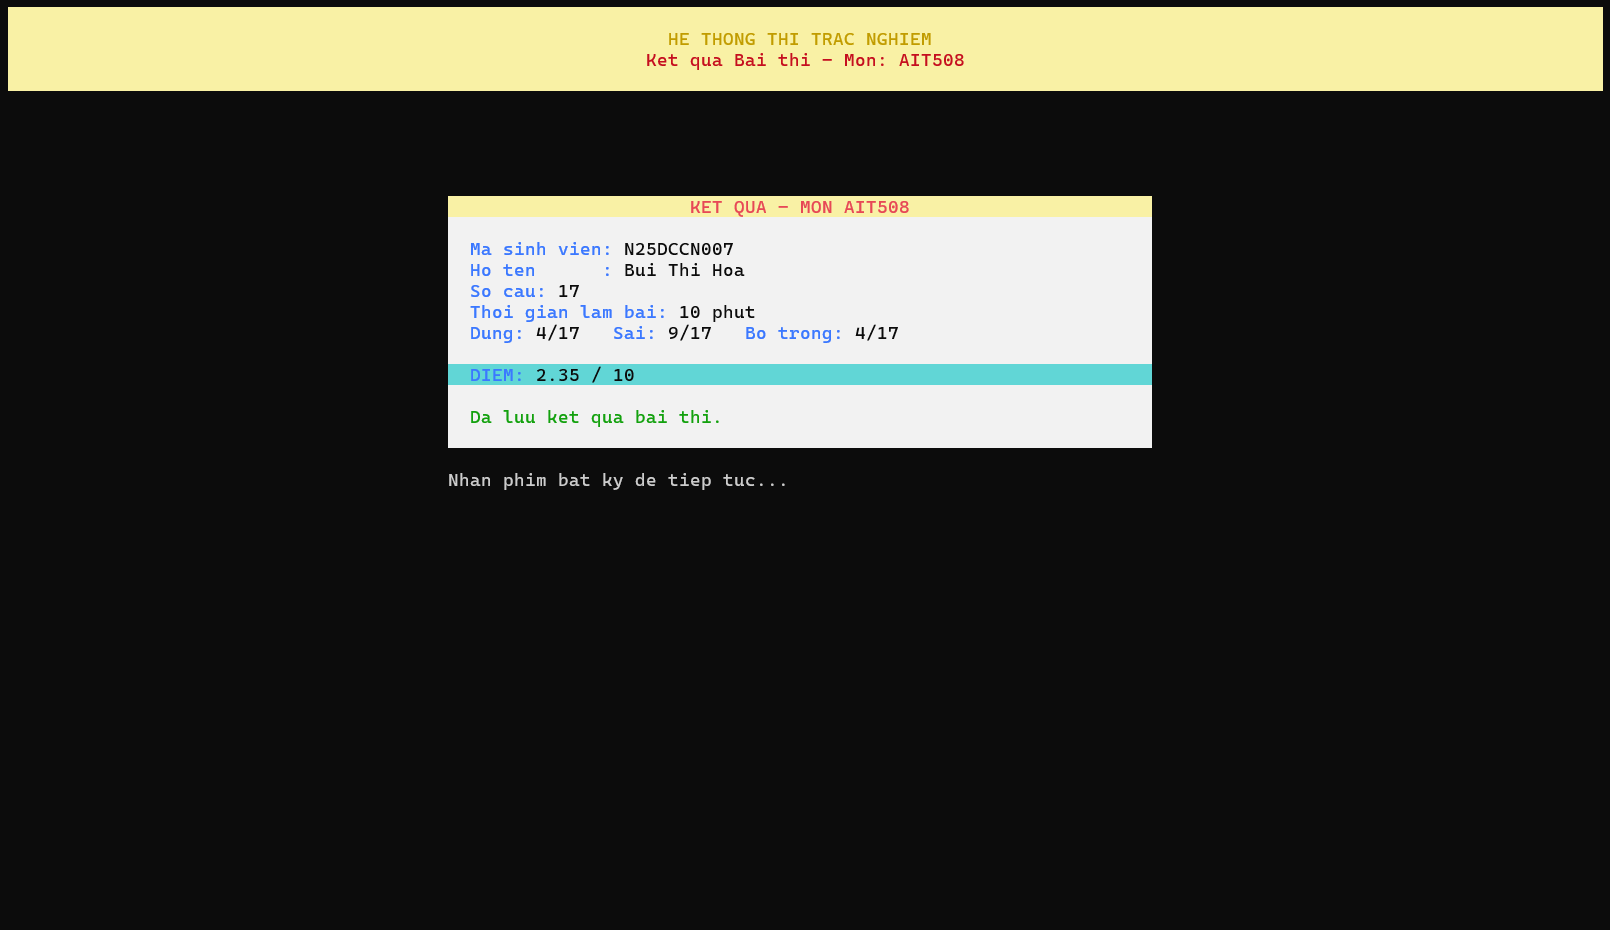 HE THONG THI TRAC NGHIEM
Ket qua Bai thi - Mon: AIT508
KET QUA - MON AIT508
Ma sinh vien: N25DCCN007
Ho ten      : Bui Thi Hoa
So cau: 17
Thoi gian lam bai: 10 phut
Dung: 4/17   Sai: 9/17   Bo trong: 4/17
DIEM: 2.35 / 10
Da luu ket qua bai thi.
Nhan phim bat ky de tiep tuc...